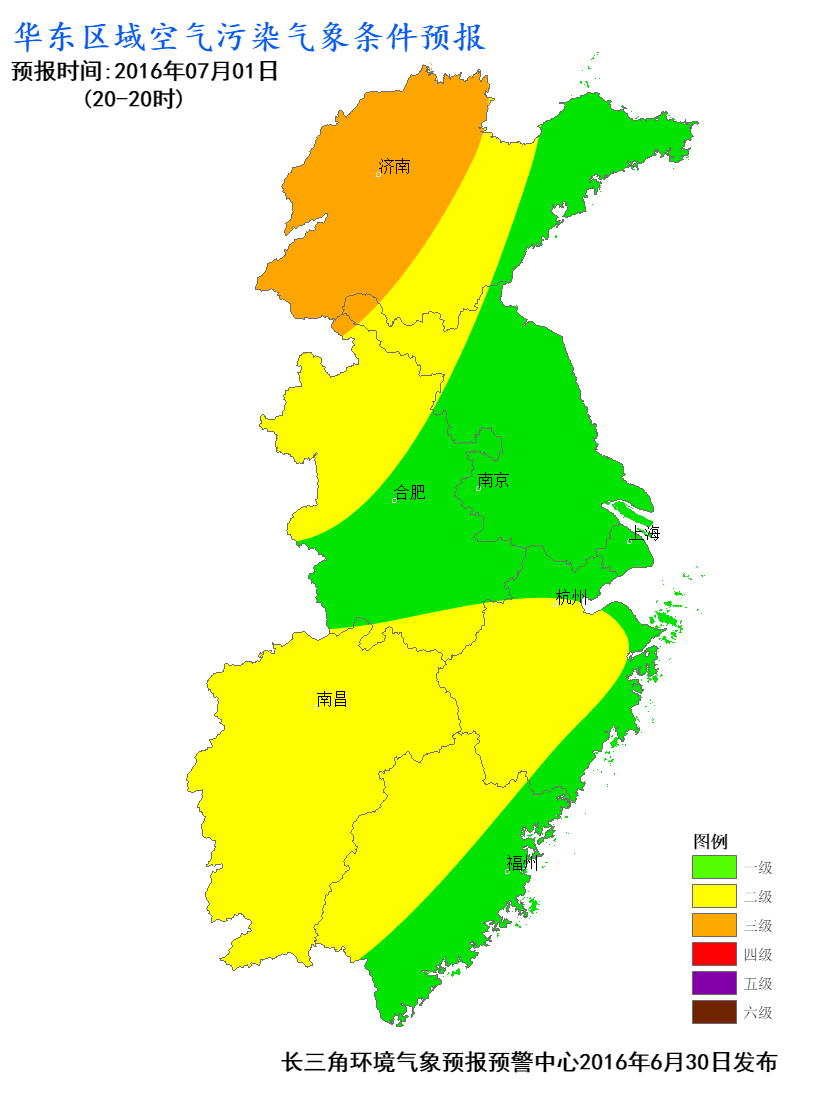 华东区域空气污染气象条件预报
预报时间:2016年07月01日
(20-20时)
济南
合肥
南京
上海
杭州
南昌
福州
图例
一级
二级
三级
四级
五级
六级
长三角环境气象预报预警中心2016年6月30日发布